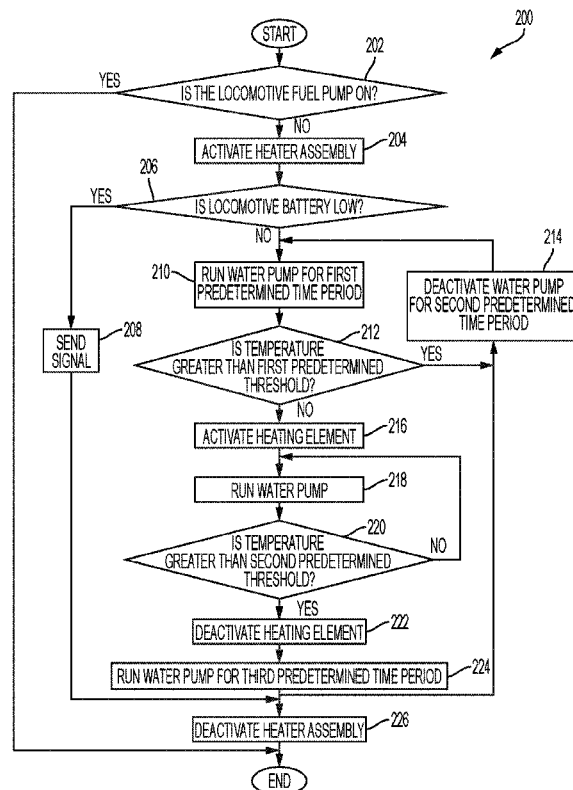 START
200
202
YES
IS THE LOCOMOTIVE FUEL PUMP ON?
NO
ACTIVATE HEATER ASSEMBLY
204
206
YES
IS LOCOMOTIVE BATTERY LOW?
NO
214
210
RUN WATER PUMP FOR FIRST
PREDETERMINED TIME PERIOD
DEACTIVATE WATER PUMP
FOR SECOND PREDETERMINED
TIME PERIOD
208
SEND
SIGNAL
212
IS TEMPERATURE
GREATER THAN FIRST PREDETERMINED
THRESHOLD?
YES
NO
ACTIVATE HEATING ELEMENT
216
RUN WATER PUMP
218
220
IS TEMPERATURE
GREATER THAN SECOND PREDETERMINED
THRESHOLD?
NO
YES
DEACTIVATE HEATING ELEMENT
222
RUN WATER PUMP FOR THIRD PREDETERMINED TIME PERIOD
224
DEACTIVATE HEATER ASSEMBLY
226
END